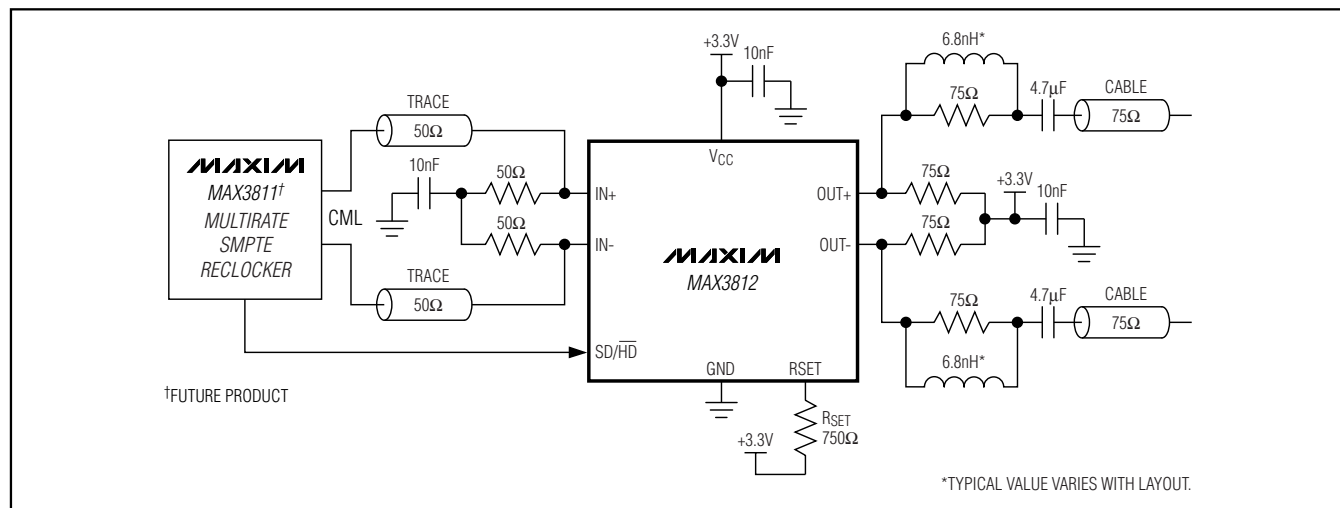 +3.3V
10nF
6.8nH*
75Ω
4.7μF
CABLE
75Ω
TRACE
50Ω
MAXIM
MAX3811†
MULTIRATE
SMPTE
RECLOCKER
CML
10nF
50Ω
50Ω
TRACE
50Ω
VCC
IN+
IN-
SD/H̅D̅
GND
RSET
OUT+
OUT-
MAXIM
MAX3812
75Ω
75Ω
+3.3V
10nF
75Ω
4.7μF
CABLE
75Ω
6.8nH*
RSET
750Ω
+3.3V
†FUTURE PRODUCT
*TYPICAL VALUE VARIES WITH LAYOUT.